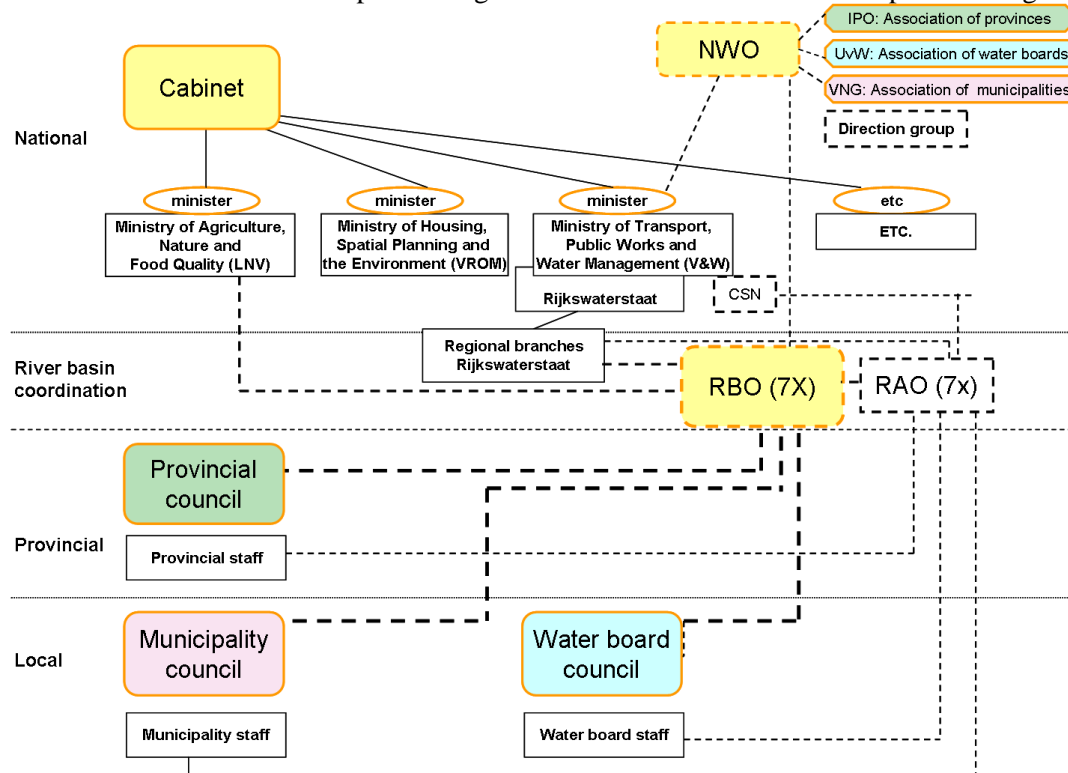 IPO: Association of provinces
NWO
UvW: Association of water boards
Cabinet
VNG: Association of municipalities
Direction group
National
minister
minister
minister
etc
Ministry of Agriculture,
Nature and
Food Quality (LNV)
Ministry of Housing,
Spatial Planning and
the Environment (VROM)
Ministry of Transport,
Public Works and
Water Management (V&W)
ETC.
Rijkswaterstaat
CSN
Regional branches
Rijkswaterstaat
River basin
coordination
RBO (7X)
RAO (7x)
Provincial
council
Provincial
Provincial staff
Municipality
council
Water board
council
Local
Municipality staff
Water board staff